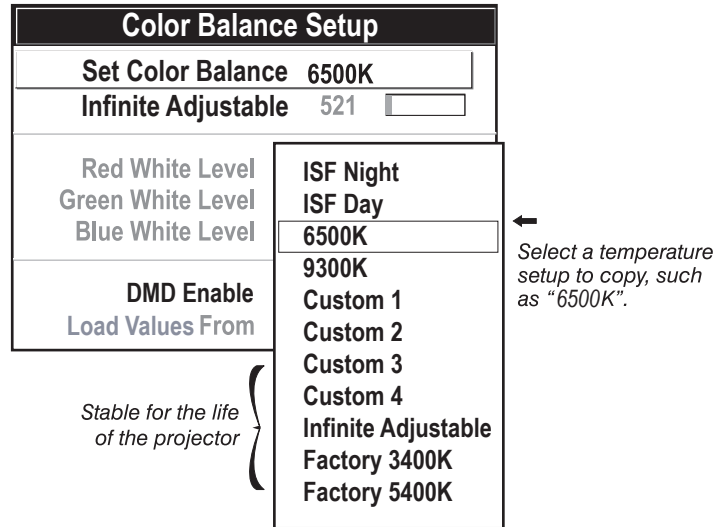 Color Balance Setup
Set Color Balance 6500K
Infinite Adjustable 521
Red White Level
Green White Level
Blue White Level
DMD Enable
Load Values From
ISF Night
ISF Day
6500K
9300K
Custom 1
Custom 2
Custom 3
Custom 4
Infinite Adjustable
Factory 3400K
Factory 5400K
Select a temperature
setup to copy, such
as “6500K”.
Stable for the life
of the projector